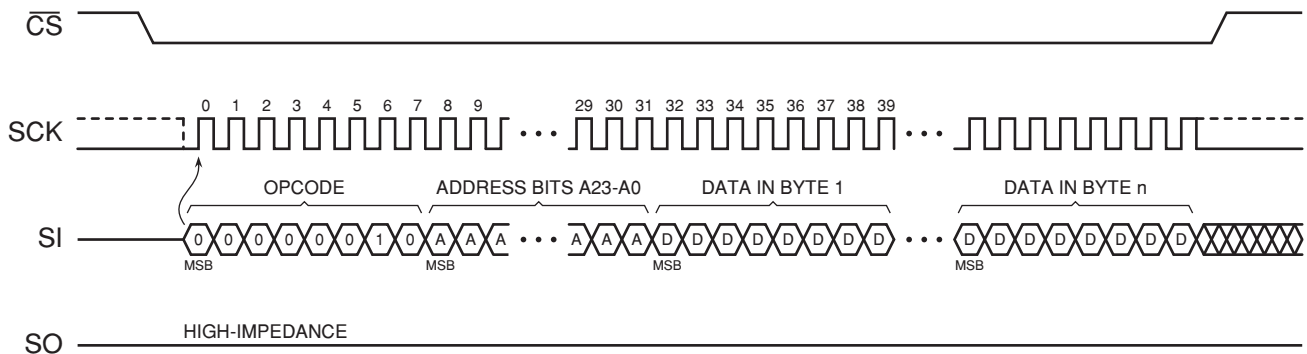 CS
0 1 2 3 4 5 6 7 8 9 29 30 31 32 33 34 35 36 37 38 39
SCK
OPCODE ADDRESS BITS A23-A0 DATA IN BYTE 1 DATA IN BYTE n
SI 0 0 0 0 0 0 1 0 A A A A A A D D D D D D D D D D D D D D D D
MSB MSB MSB MSB
HIGH-IMPEDANCE
SO